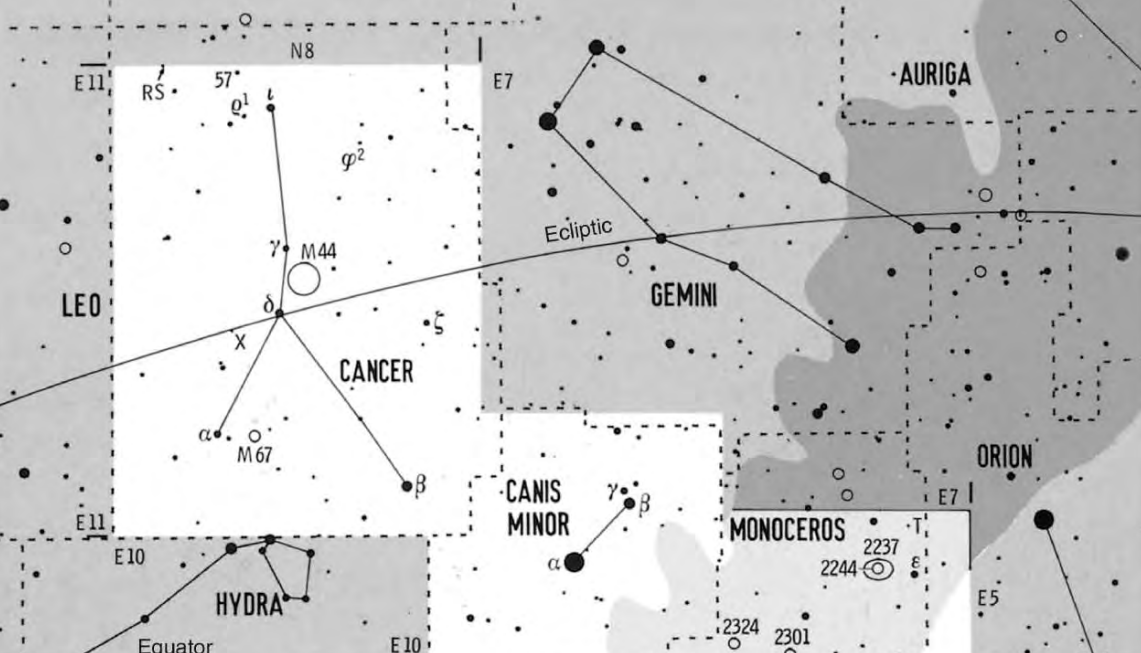 N8
E11
RS
57
ϱ¹
ι
E7
AURIGA
φ²
Ecliptic
γ
M44
LEO
δ
GEMINI
ζ
X
CANCER
α
M67
β
ORION
CANIS
MINOR
γ
β
α
E7
MONOCEROS
T
2237
2244
ε
E11
E10
HYDRA
E5
Equator
E10
2324
2301